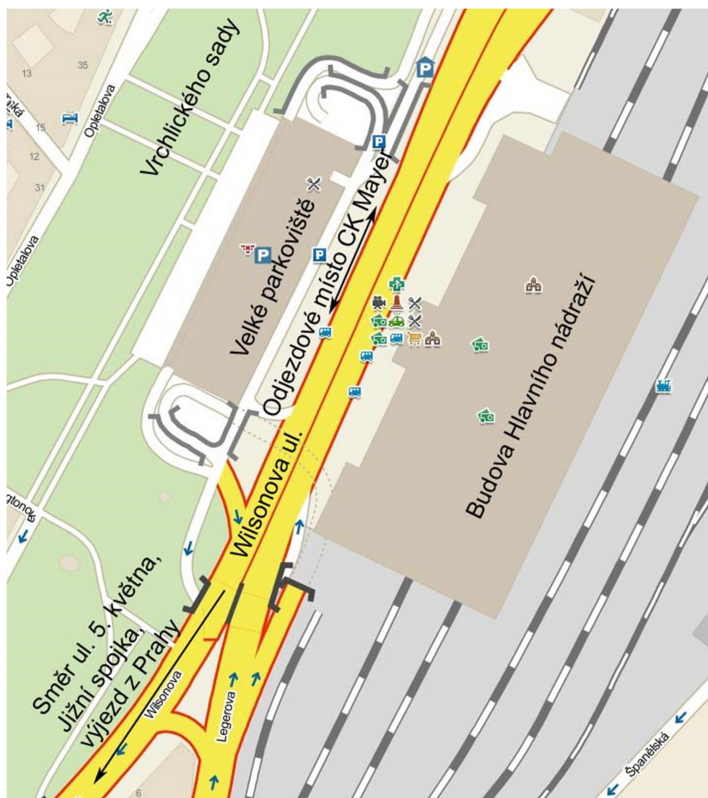 Vrchlického sady
13
35
Opletalova
15
12
31
Opletalova
P
P
P
P
Velké parkoviště
Odjezdové místo CK Mayer
Budova Hlavního nádraží
Wilsonova ul.
Směr ul. 5. května,
Jižní spojka,
výjezd z Prahy
Wilsonova
Legerova
Španělská
6